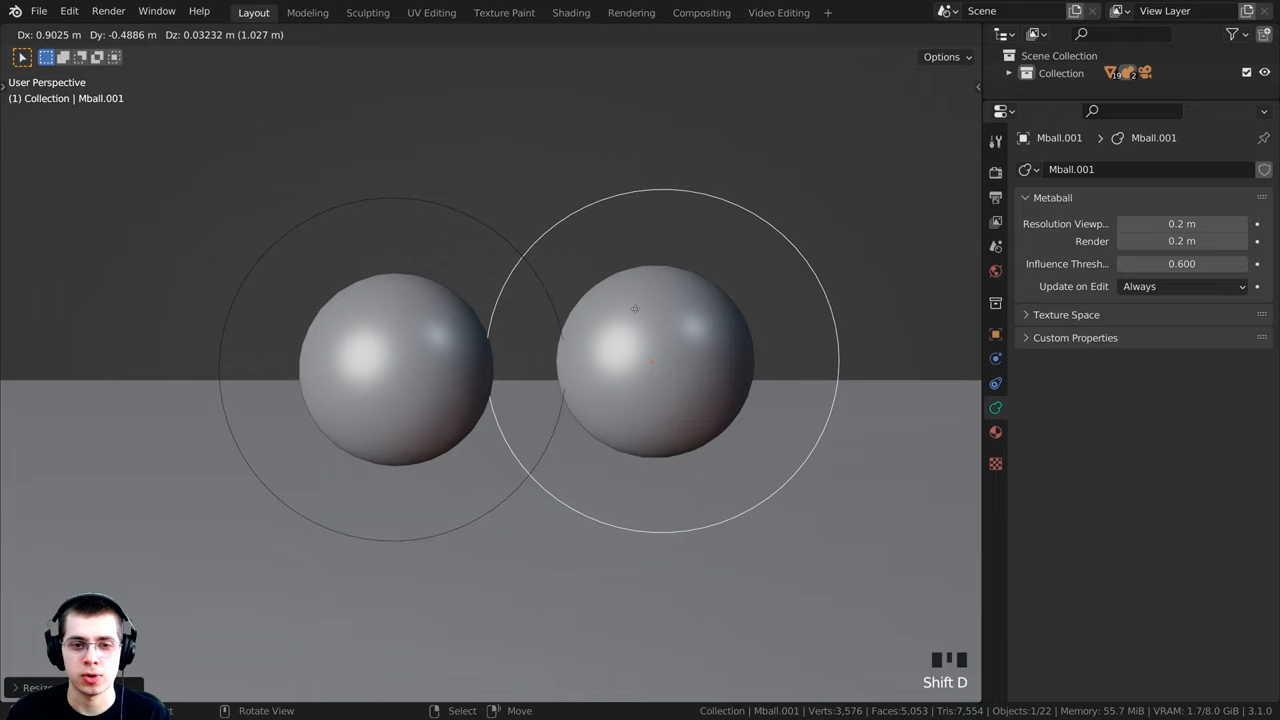 File Edit Render Window Help Layout Modeling Sculpting UV Editing Texture Paint Shading Rendering Compositing Video Editing + Scene View Layer
Dx: 0.9025 m Dy: -0.4886 m Dz: 0.03232 m (1.027 m)
Options
User Perspective
(1) Collection | Mball.001
Scene Collection
Collection 19 2
Mball.001 > Mball.001
Mball.001
Metaball
Resolution Viewp... 0.2 m
Render 0.2 m
Influence Thresh... 0.600
Update on Edit Always
Texture Space
Custom Properties
Shift D
Resize
Rotate View Select Move Collection | Mball.001 | Verts:3,576 | Faces:5,053 | Tris:7,554 | Objects:1/22 | Memory: 55.7 MiB | VRAM: 1.7/8.0 GiB | 3.1.0